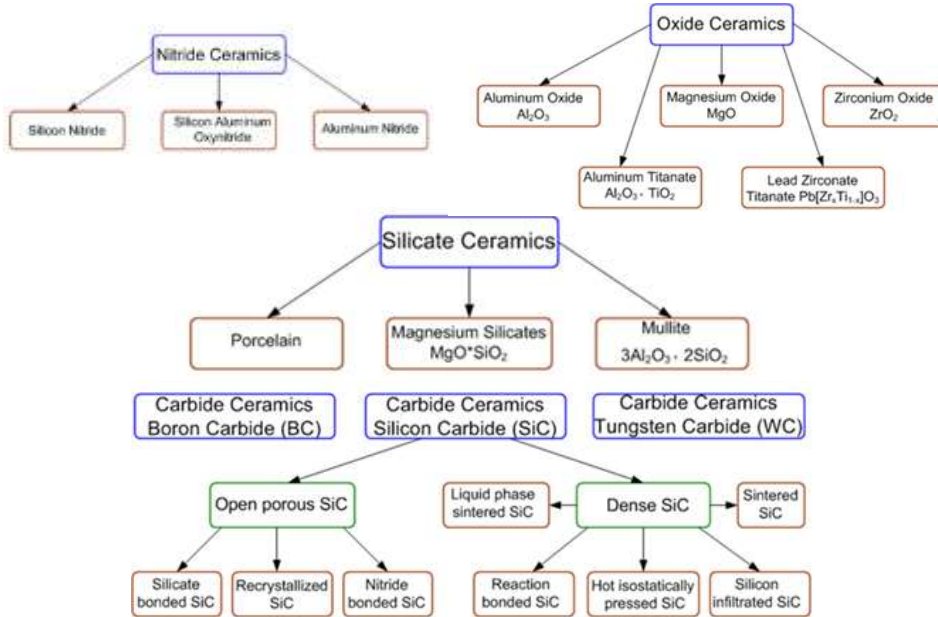 Nitride Ceramics
Silicon Nitride
Silicon Aluminum
Oxynitride
Aluminum Nitride
Oxide Ceramics
Aluminum Oxide
Al₂O₃
Magnesium Oxide
MgO
Zirconium Oxide
ZrO₂
Aluminum Titanate
Al₂O₃ · TiO₂
Lead Zirconate
Titanate Pb[ZrₓTi₁₋ₓ]O₃
Silicate Ceramics
Porcelain
Magnesium Silicates
MgO*SiO₂
Mullite
3Al₂O₃ · 2SiO₂
Carbide Ceramics
Boron Carbide (BC)
Carbide Ceramics
Silicon Carbide (SiC)
Carbide Ceramics
Tungsten Carbide (WC)
Open porous SiC
Liquid phase
sintered SiC
Dense SiC
Sintered
SiC
Silicate
bonded SiC
Recrystallized
SiC
Nitride
bonded SiC
Reaction
bonded SiC
Hot isostatically
pressed SiC
Silicon
infiltrated SiC